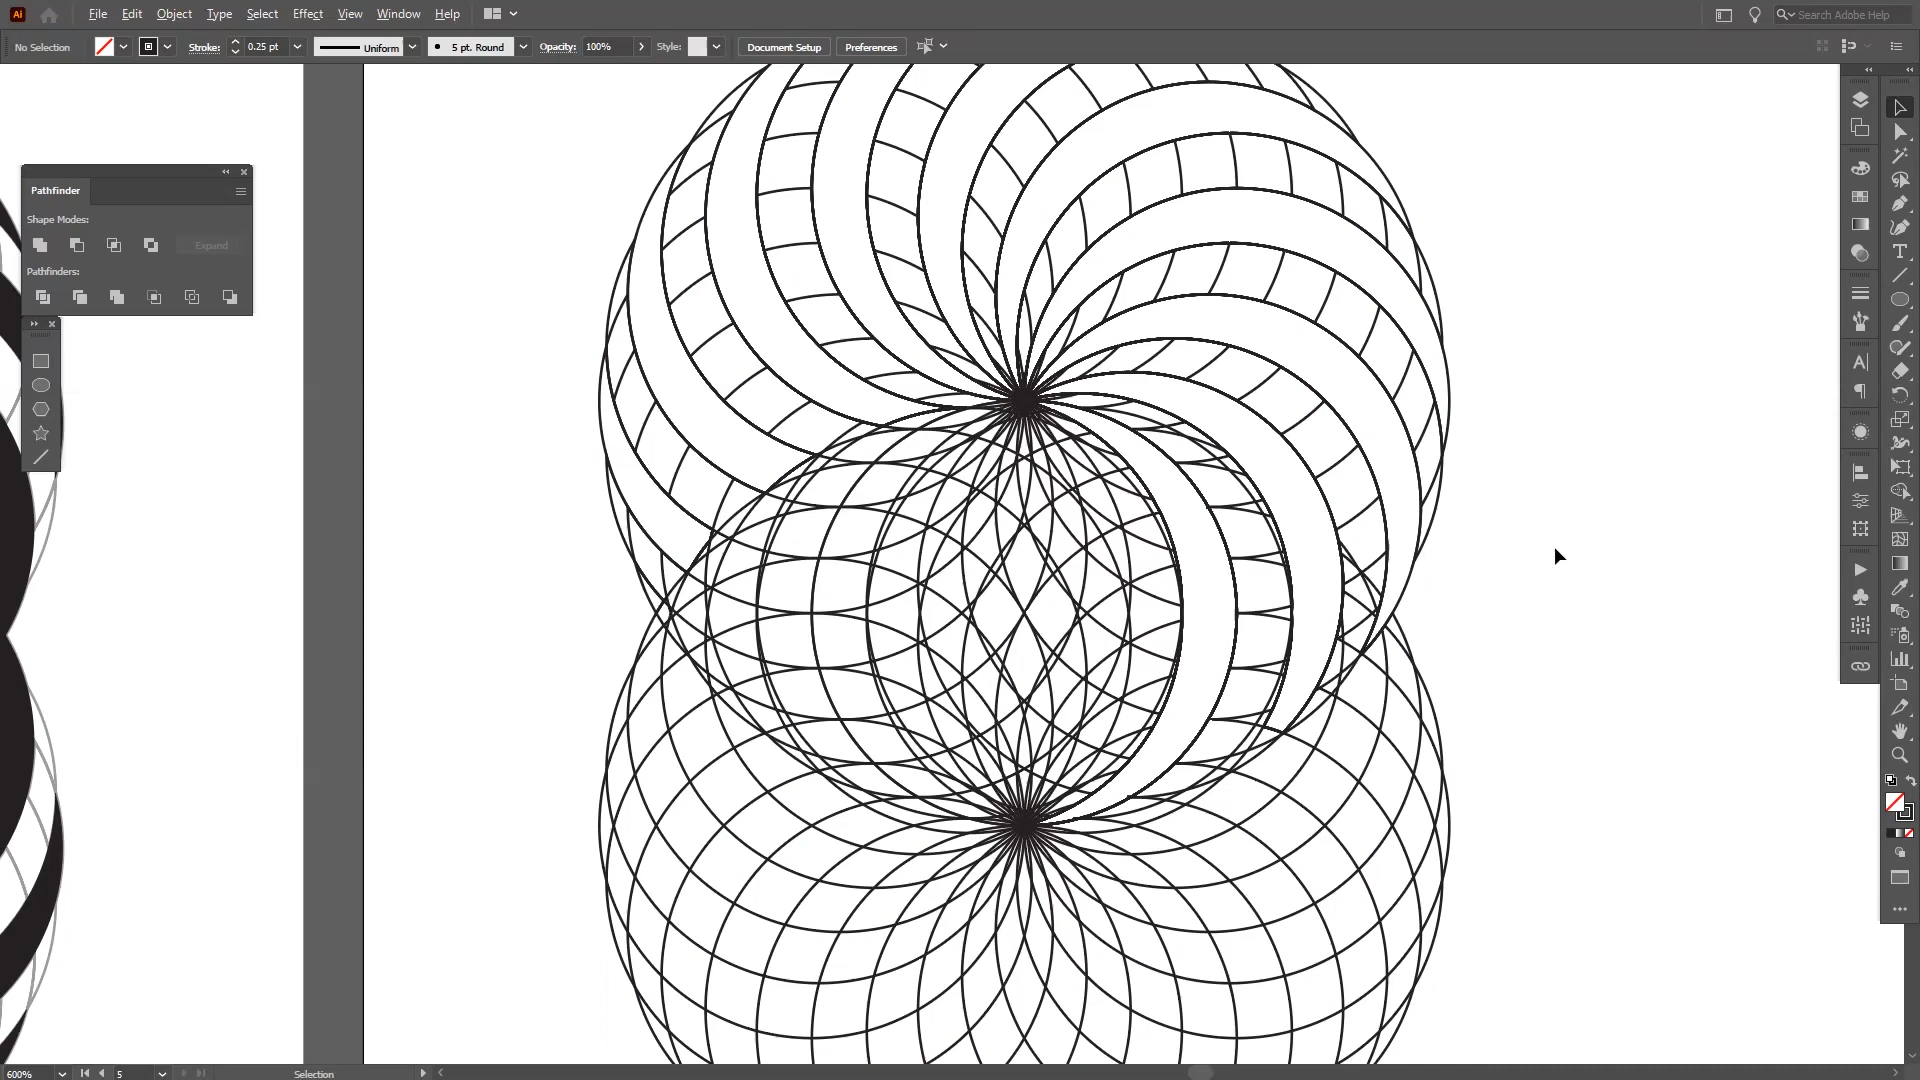 Ai File Edit Object Type Select Effect View Window Help Search Adobe Help
No Selection Stroke: 0.25 pt Uniform 5 pt. Round Opacity: 100% Style: Document Setup Preferences
Pathfinder
Shape Modes:
Expand
Pathfinders:
600% 5 Selection